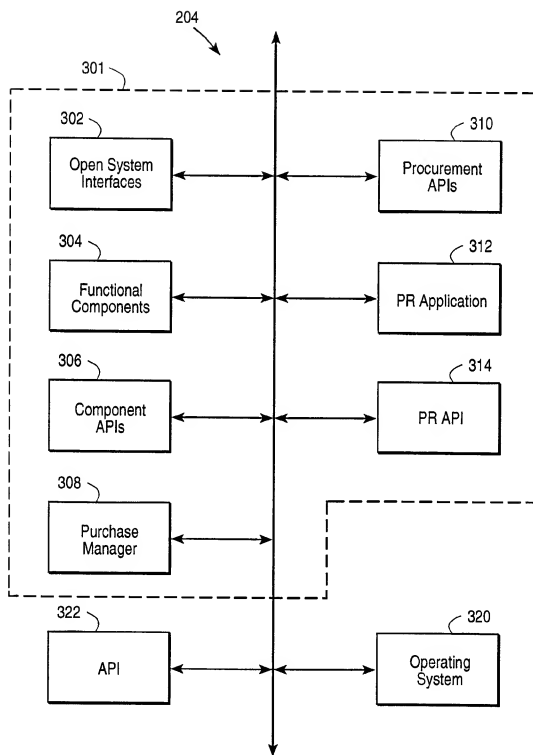 204
301
302
Open System
Interfaces
310
Procurement
APIs
304
Functional
Components
312
PR Application
306
Component
APIs
314
PR API
308
Purchase
Manager
322
API
320
Operating
System